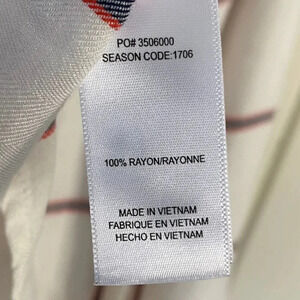 PO# 3506000
SEASON CODE:1706
100% RAYON/RAYONNE
MADE IN VIETNAM
FABRIQUE EN VIETNAM
HECHO EN VIETNAM